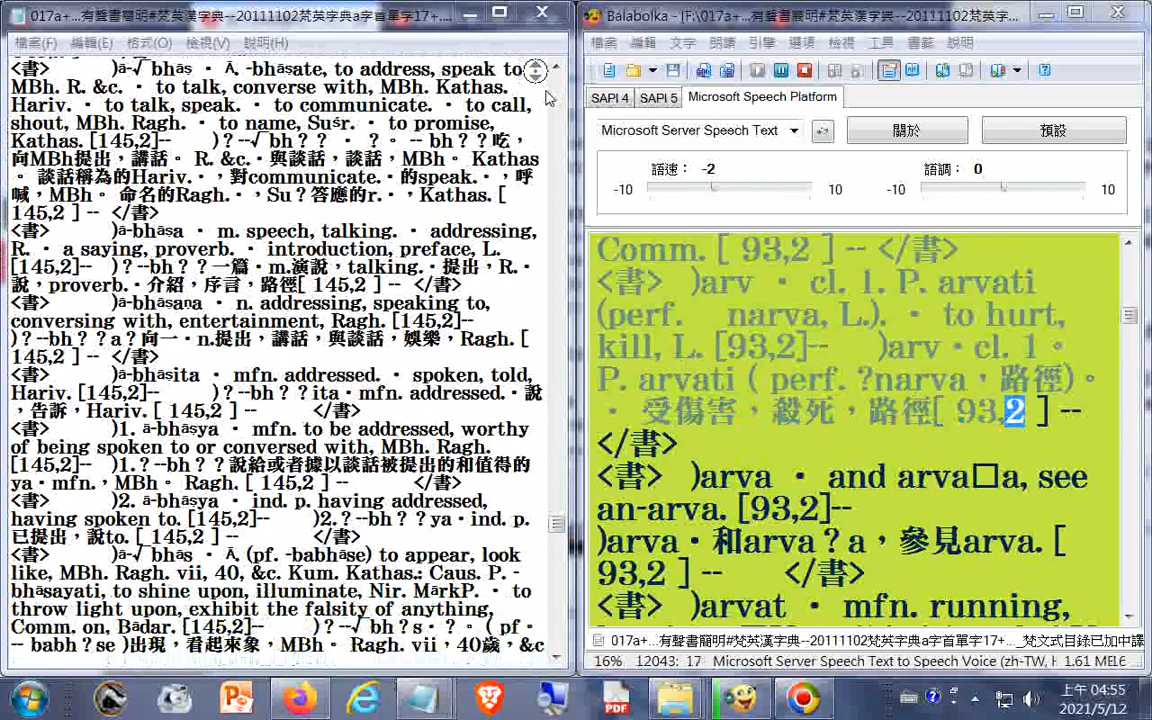 017a+...有聲書簡明#梵英漢字典--20111102梵英字典a字首單字17+...
檔案(F) 編輯(E) 格式(O) 檢視(V) 說明(H)
<書> )ā-√ bhāṣ ‧ Ā. -bhāṣate, to address, speak to,
MBh. R. &c. ‧ to talk, converse with, MBh. Kathas.
Hariv. ‧ to talk, speak. ‧ to communicate. ‧ to call,
shout, MBh. Ragh. ‧ to name, Suśr. ‧ to promise,
Kathas. [145,2] )?--√ bh?? ‧ ?。-- bh??吃,
向MBh提出,講話。 R. &c.‧與談話,談話,MBh。 Kathas
。 談話稱為的Hariv.‧,對communicate.‧的speak.‧,呼
喊,MBh。 命名的Ragh.‧,Su?答應的r.‧,Kathas. [
145,2 ] -- </書>
<書> )ā-bhāṣa ‧ m. speech, talking. ‧ addressing,
R. ‧ a saying, proverb. ‧ introduction, preface, L.
[145,2]-- )?--bh??一篇‧m.演說,talking.‧提出,R.‧
說,proverb.‧介紹,序言,路徑[ 145,2 ] -- </書>
<書> )ā-bhāṣaṇa ‧ n. addressing, speaking to,
conversing with, entertainment, Ragh. [145,2]--
)?--bh??a?向一‧n.提出,講話,與談話,娛樂,Ragh. [
145,2 ] -- </書>
<書> )ā-bhāṣita ‧ mfn. addressed. ‧ spoken, told,
Hariv. [145,2]-- )?--bh??ita‧mfn. addressed.‧說
,告訴,Hariv. [ 145,2 ] -- </書>
<書> )1. ā-bhāṣya ‧ mfn. to be addressed, worthy
of being spoken to or conversed with, MBh. Ragh.
[145,2]-- )1.?--bh??說給或者據以談話被提出的和值得的
ya‧mfn.,MBh。 Ragh. [ 145,2 ] -- </書>
<書> )2. ā-bhāṣya ‧ ind. p. having addressed,
having spoken to. [145,2]-- )2.?--bh??ya‧ind. p.
已提出,說to. [ 145,2 ] -- </書>
<書> )ā-√ bhās ‧ Ā. (pf. -babhāse) to appear, look
like, MBh. Ragh. vii, 40, &c. Kum. Kathas.: Caus. P. -
bhāsayati, to shine upon, illuminate, Nir. MārkP. ‧ to
throw light upon, exhibit the falsity of anything,
Comm. on, Bādar. [145,2]-- )?--√ bh?s‧?。( pf‧
-- babh?se)出現,看起來象,MBh。 Ragh. vii,40歲,&c
Balabolka - [F:\017a+...有聲書簡明#梵英漢字典--20111102梵英字...
檔案 編輯 文字 朗讀 引擎 選項 檢視 工具 書籤 說明
SAPI 4 SAPI 5 Microsoft Speech Platform
Microsoft Server Speech Text 關於 預設
語速: -2 語調: 0
-10 10 -10 10
Comm. [ 93,2 ] -- </書>
<書> )arv ‧ cl. 1. P. arvati
(perf. narva, L.). ‧ to hurt,
kill, L. [93,2]-- )arv‧cl. 1。
P. arvati ( perf. ?narva,路徑)。
‧ 受傷害,殺死,路徑[ 93,2 ] --
</書>
<書> )arva ‧ and arva□a, see
an-arva. [93,2]--
)arva‧和arva?a,參見arva. [
93,2 ] -- </書>
<書> )arvat ‧ mfn. running,
017a+...有聲書簡明#梵英漢字典--20111102梵英字典a字首單字17+..._梵文式目錄已加中譯
16% 12043: 17 Microsoft Server Speech Text to Speech Voice (zh-TW, H 1.61 MБ
上午 04:55
2021/5/12